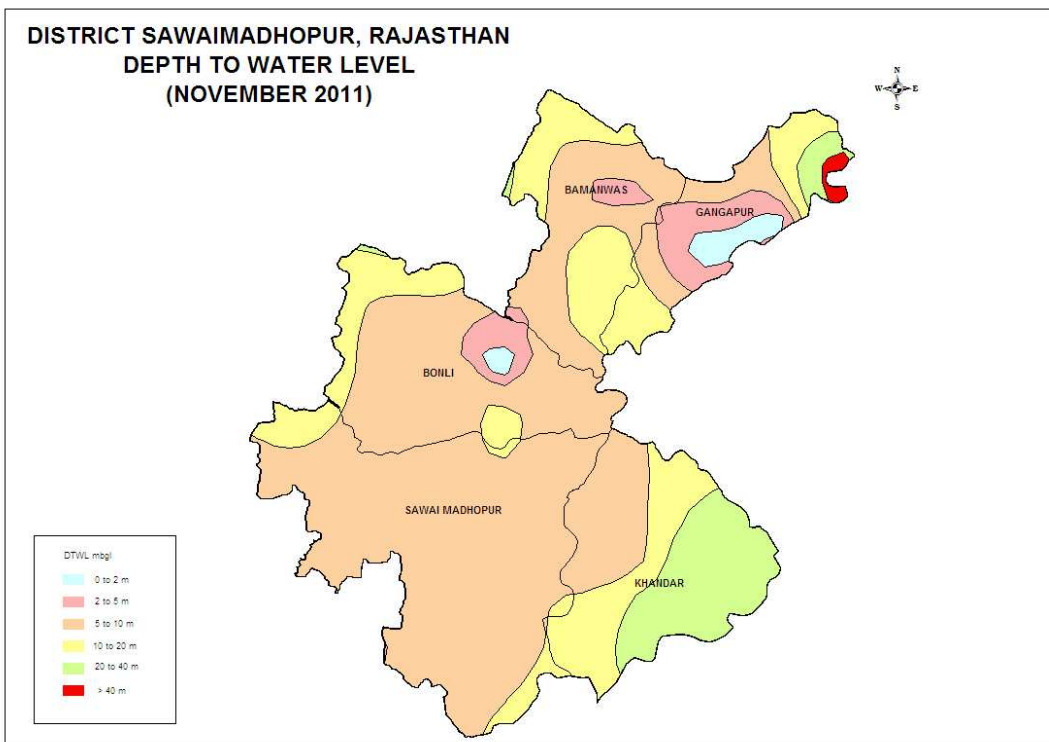 DISTRICT SAWAIMADHOPUR, RAJASTHAN
DEPTH TO WATER LEVEL
(NOVEMBER 2011)
N
W E
S
BAMANWAS
GANGAPUR
BONLI
SAWAI MADHOPUR
KHANDAR
DTWL mbgl
0 to 2 m
2 to 5 m
5 to 10 m
10 to 20 m
20 to 40 m
> 40 m